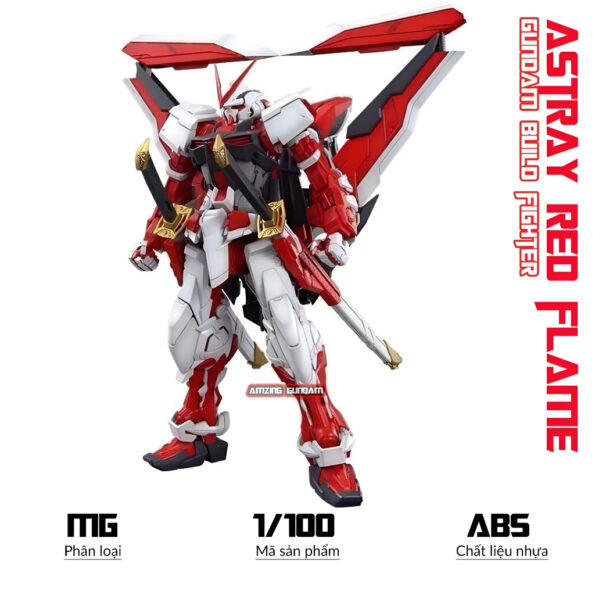 ASTRAY RED FLAME
GUNDAM BUILD FIGHTER
AMZING GUNDAM
MG
Phân loại
1/100
Mã sản phẩm
ABS
Chất liệu nhựa